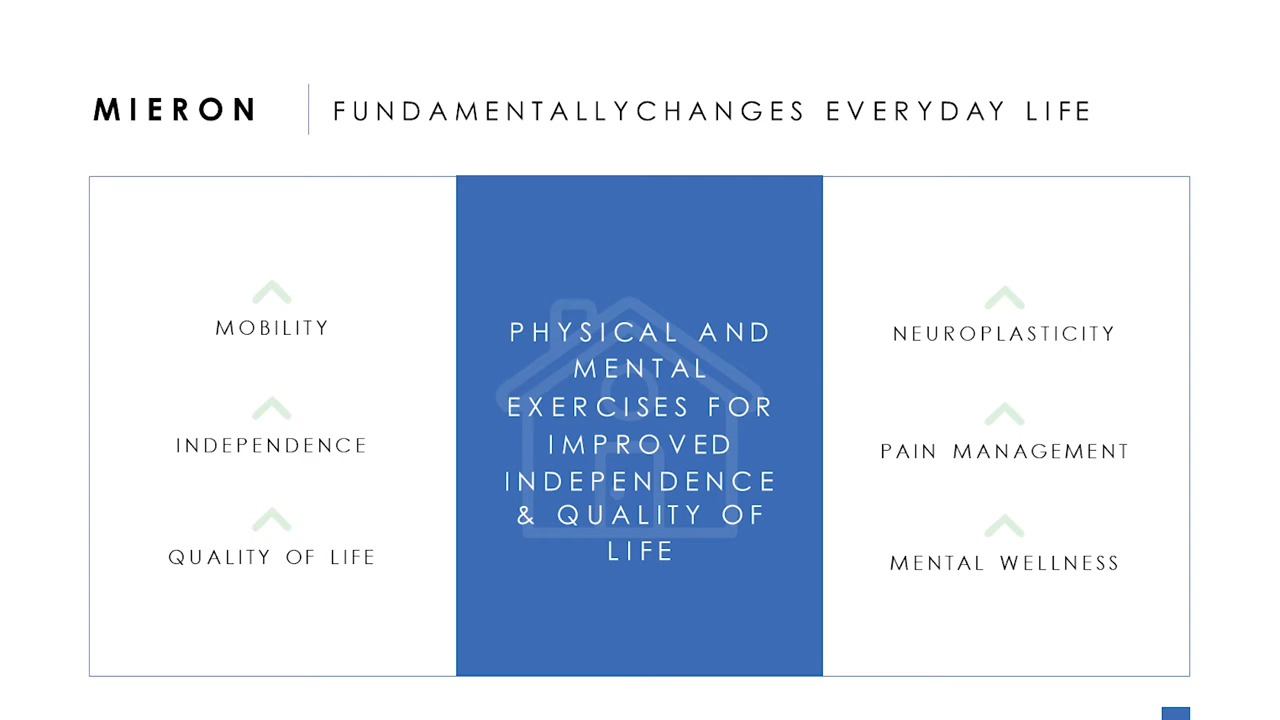 MIERON
FUNDAMENTALLYCHANGES EVERYDAY LIFE
MOBILITY
INDEPENDENCE
QUALITY OF LIFE
PHYSICAL AND
MENTAL
EXERCISES FOR
IMPROVED
INDEPENDENCE
& QUALITY OF
LIFE
NEUROPLASTICITY
PAIN MANAGEMENT
MENTAL WELLNESS